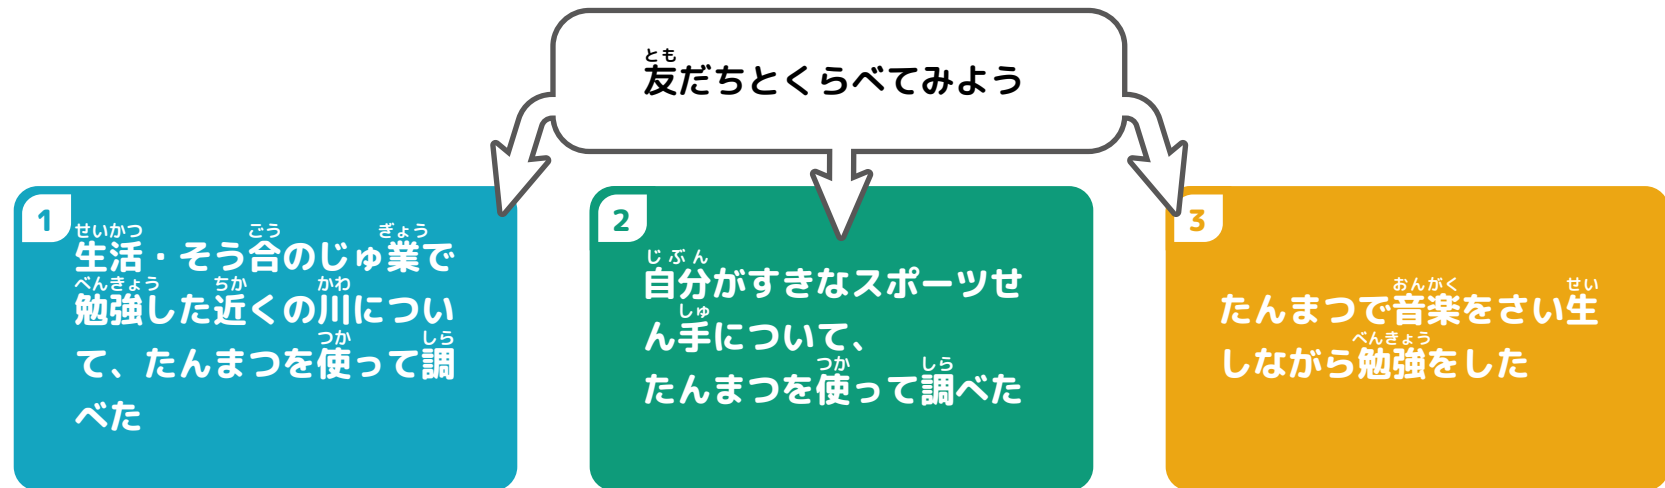 とも
友だちとくらべてみよう
1
せいかつ ごう ぎょう
生活・そう合のじゅ業で
べんきょう ちか かわ
勉強した近くの川につい
つか しら
て、たんまつを使って調
べた
2
じぶん
自分がすきなスポーツせ
しゅ
ん手について、
つか しら
たんまつを使って調べた
3
おんがく せい
たんまつで音楽をさい生
べんきょう
しながら勉強をした